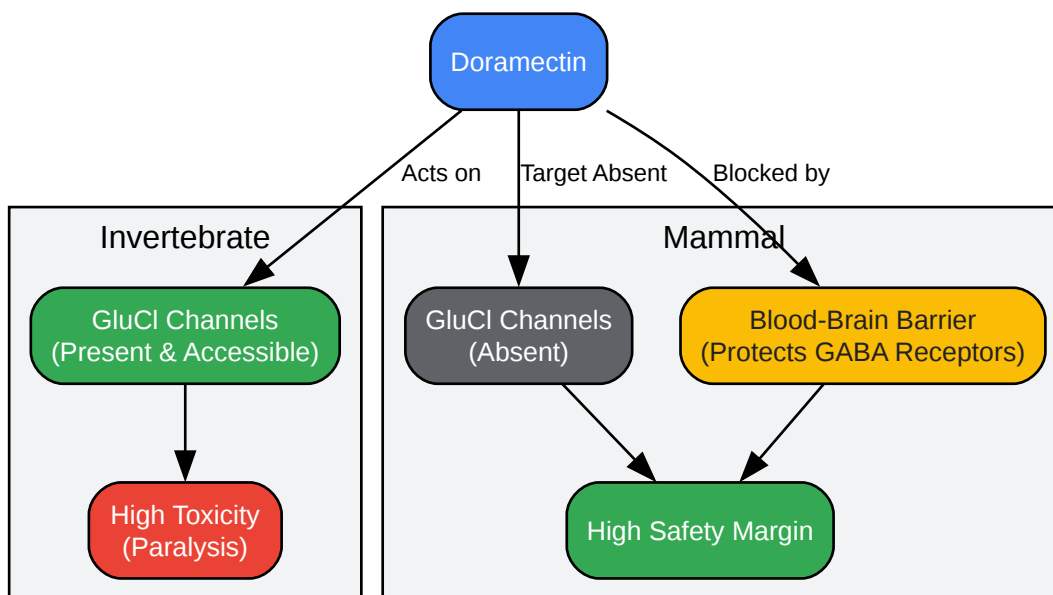 Doramectin
Acts on
Target Absent
Blocked by
Invertebrate
Mammal
GluCl Channels
(Present & Accessible)
GluCl Channels
(Absent)
Blood-Brain Barrier
(Protects GABA Receptors)
High Toxicity
(Paralysis)
High Safety Margin